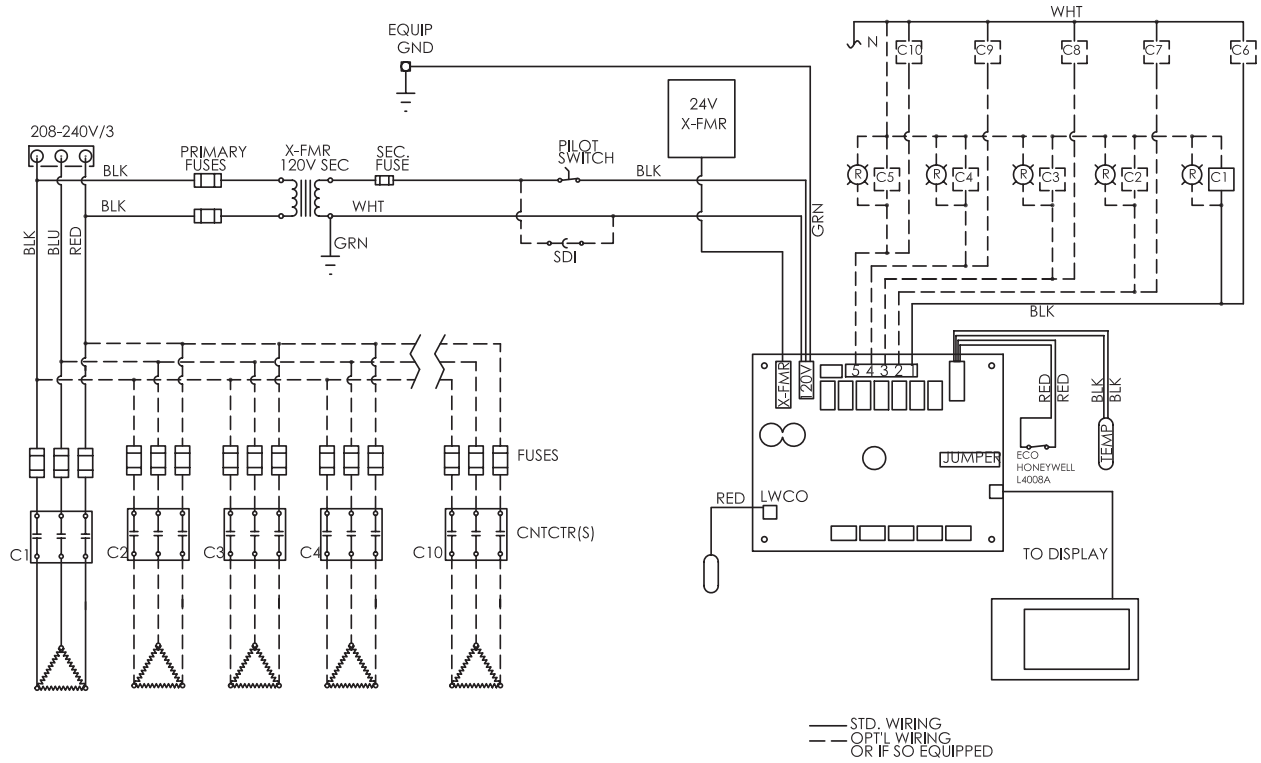 WHT
EQUIP
GND
N
C10
C9
C8
C7
C6
24V
X-FMR
208-240V/3
PRIMARY
FUSES
X-FMR
120V SEC
SEC.
FUSE
PILOT
SWITCH
BLK
BLK
R
C5
R
C4
R
C3
R
C2
R
C1
BLK
WHT
GRN
BLK
BLU
RED
GRN
SDI
BLK
X-FMR
120V
5 4 3 2
RED
RED
BLK
BLK
FUSES
JUMPER
ECO
HONEYWELL
L4008A
TEMP
RED
LWCO
CNTCTR(S)
C1
C2
C3
C4
C10
TO DISPLAY
STD. WIRING
OPT'L WIRING
OR IF SO EQUIPPED